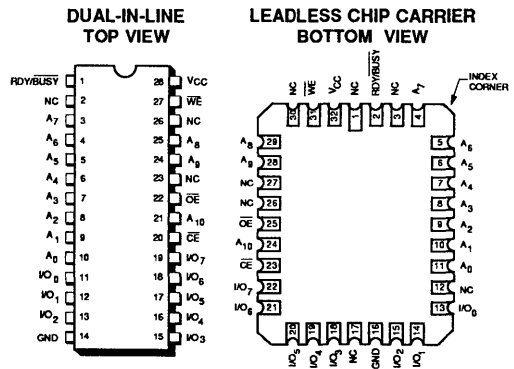 DUAL-IN-LINE
TOP VIEW
RDY/BUSY 1 28 VCC
NC 2 27 WE
A7 3 26 NC
A6 4 25 A8
A5 5 24 A9
A4 6 23 NC
A3 7 22 OE
A2 8 21 A10
A1 9 20 CE
A0 10 19 I/O7
I/O0 11 18 I/O6
I/O1 12 17 I/O5
I/O2 13 16 I/O4
GND 14 15 I/O3
LEADLESS CHIP CARRIER
BOTTOM VIEW
NC WE VCC NC RDY/BUSY NC A7
30 31 32 1 2 3 4
INDEX
CORNER
A8 29 5 A6
A9 28 6 A5
NC 27 7 A4
NC 26 8 A3
OE 25 9 A2
A10 24 10 A1
CE 23 11 A0
I/O7 22 12 NC
I/O6 21 13 I/O0
20 19 18 17 16 15 14
I/O5 I/O4 I/O3 NC GND I/O2 I/O1